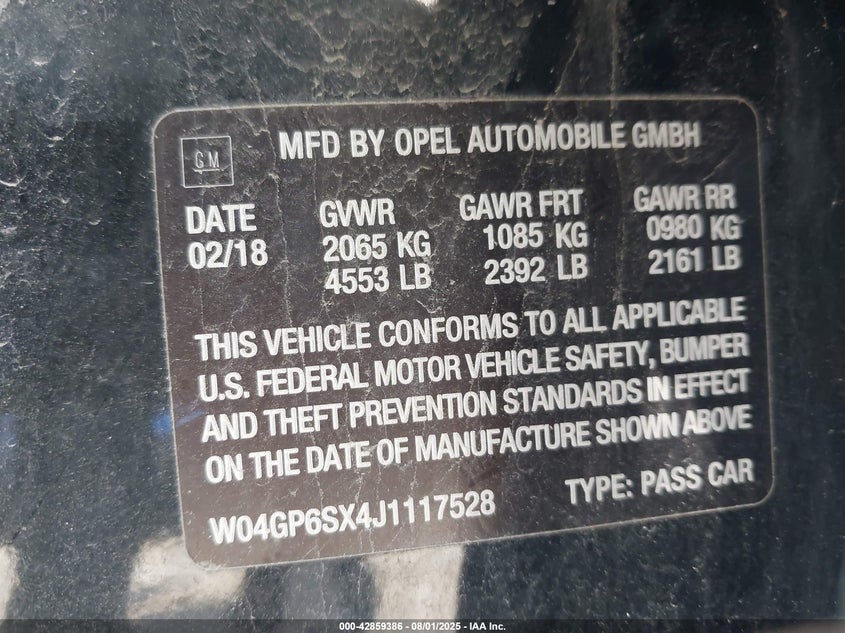 GM
MFD BY OPEL AUTOMOBILE GMBH
DATE GVWR GAWR FRT GAWR RR
02/18 2065 KG 1085 KG 0980 KG
4553 LB 2392 LB 2161 LB
THIS VEHICLE CONFORMS TO ALL APPLICABLE
U.S. FEDERAL MOTOR VEHICLE SAFETY, BUMPER
AND THEFT PREVENTION STANDARDS IN EFFECT
ON THE DATE OF MANUFACTURE SHOWN ABOVE
W04GP6SX4J1117528 TYPE: PASS CAR
000-42859386 - 08/01/2025 - IAA Inc.